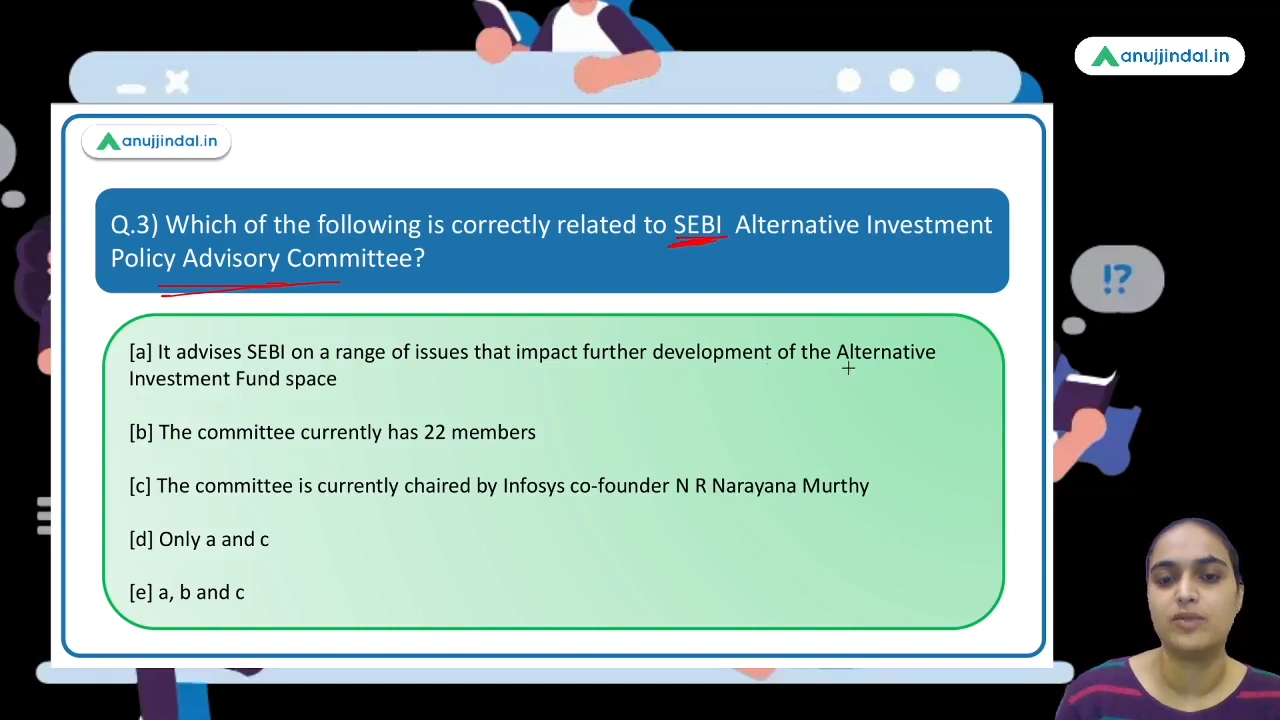 anujjindal.in
anujjindal.in
Q.3) Which of the following is correctly related to SEBI Alternative Investment
Policy Advisory Committee?
!?
[a] It advises SEBI on a range of issues that impact further development of the Alternative
Investment Fund space
[b] The committee currently has 22 members
[c] The committee is currently chaired by Infosys co-founder N R Narayana Murthy
[d] Only a and c
[e] a, b and c